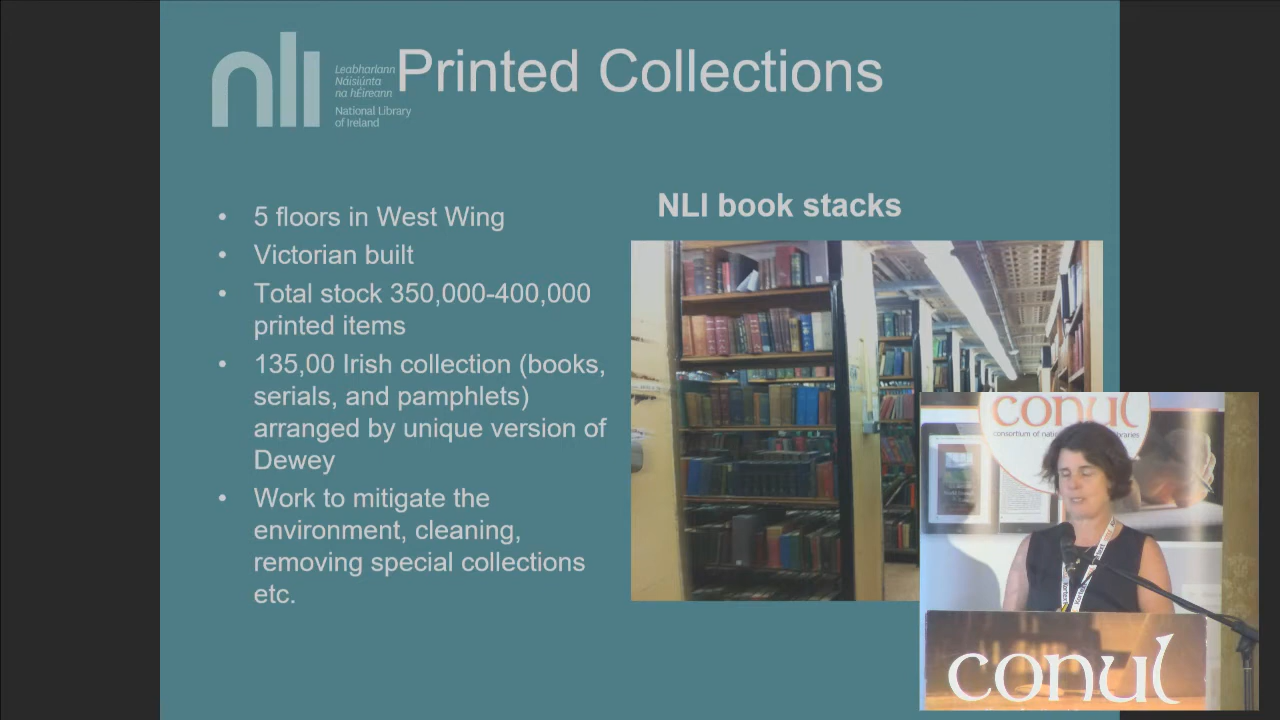 Printed Collections
Leabharlann
Náisiúnta
na hÉireann
National Library
of Ireland
• 5 floors in West Wing
• Victorian built
• Total stock 350,000-400,000
printed items
• 135,00 Irish collection (books,
serials, and pamphlets)
arranged by unique version of
Dewey
• Work to mitigate the
environment, cleaning,
removing special collections
etc.
NLI book stacks
conul
consortium of
conul